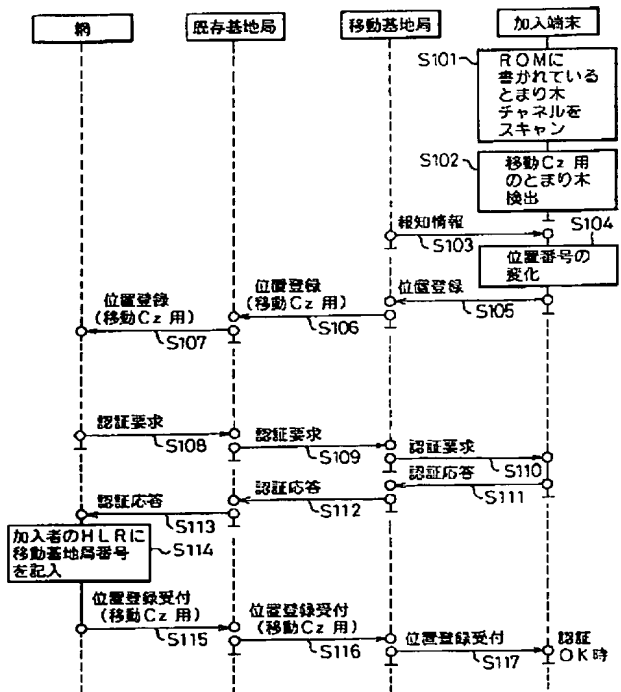 網
既存基地局
移動基地局
加入端末
S101
ROMに
書かれている
とまり木
チャネルを
スキャン
S102
移動Cz用
のとまり木
検出
報知情報
S103
S104
位置番号の
変化
位置登録
S105
位置登録
(移動Cz用)
S106
位置登録
(移動Cz用)
S107
認証要求
S108
認証要求
S109
認証要求
S110
認証応答
S111
認証応答
S112
認証応答
S113
加入者のHLRに
移動基地局番号
を記入
S114
位置登録受付
(移動Cz用)
S115
位置登録受付
(移動Cz用)
S116
位置登録受付
S117
認証
OK時